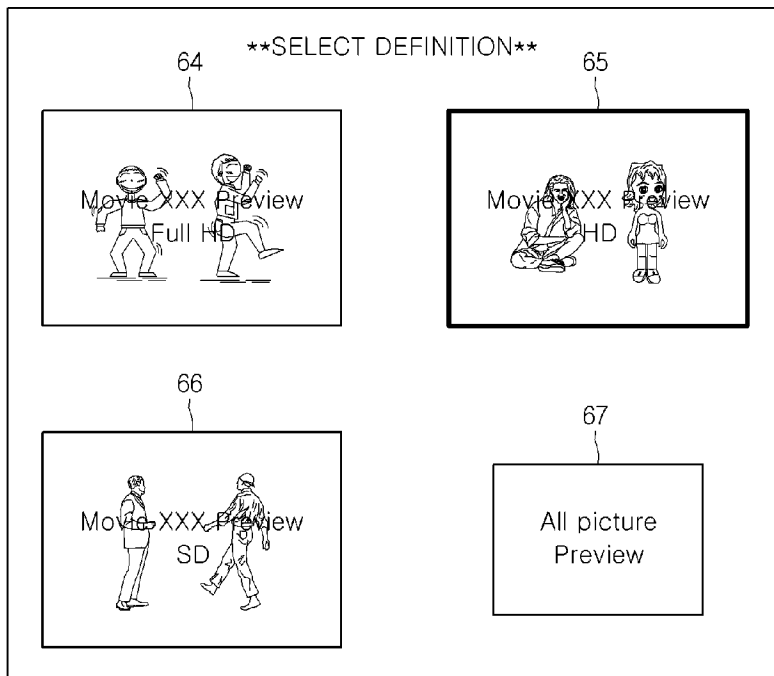 **SELECT DEFINITION**
64
65
Movie XXX Preview
Full HD
Movie XXX Preview
HD
66
67
Movie XXX Preview
SD
All picture
Preview